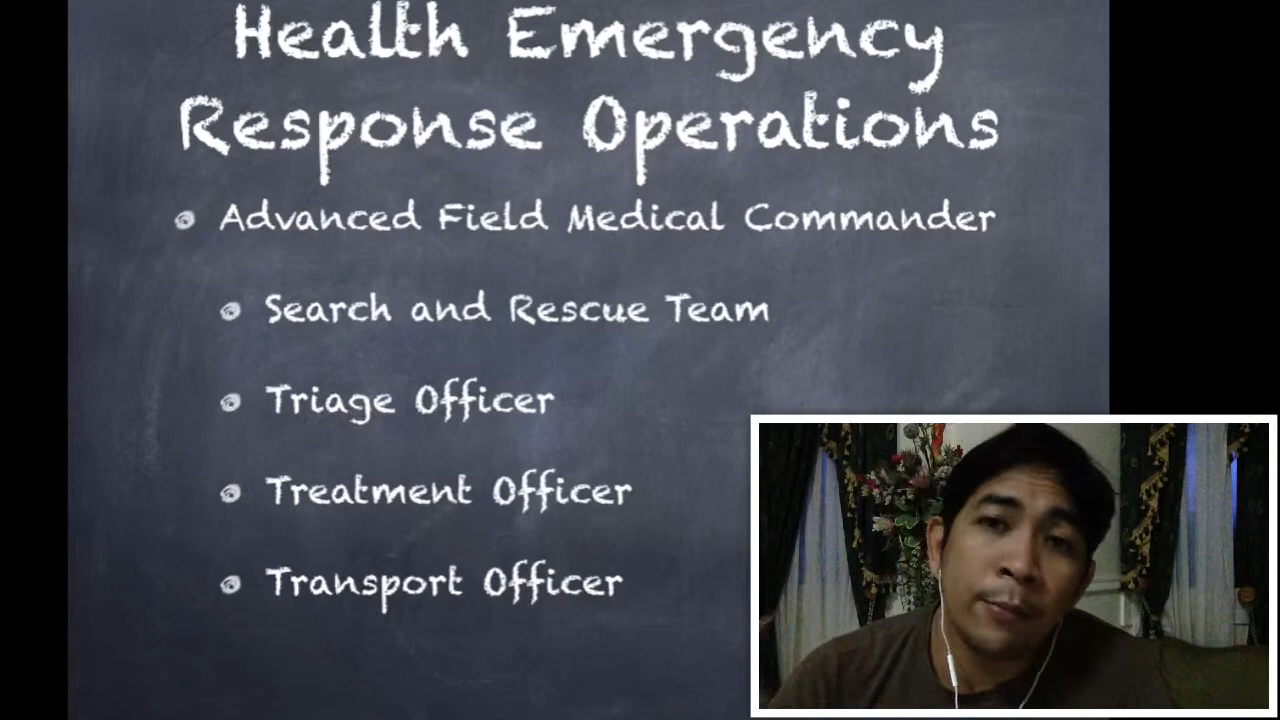 Health Emergency
Response Operations
Advanced Field Medical Commander
Search and Rescue Team
Triage Officer
Treatment Officer
Transport Officer